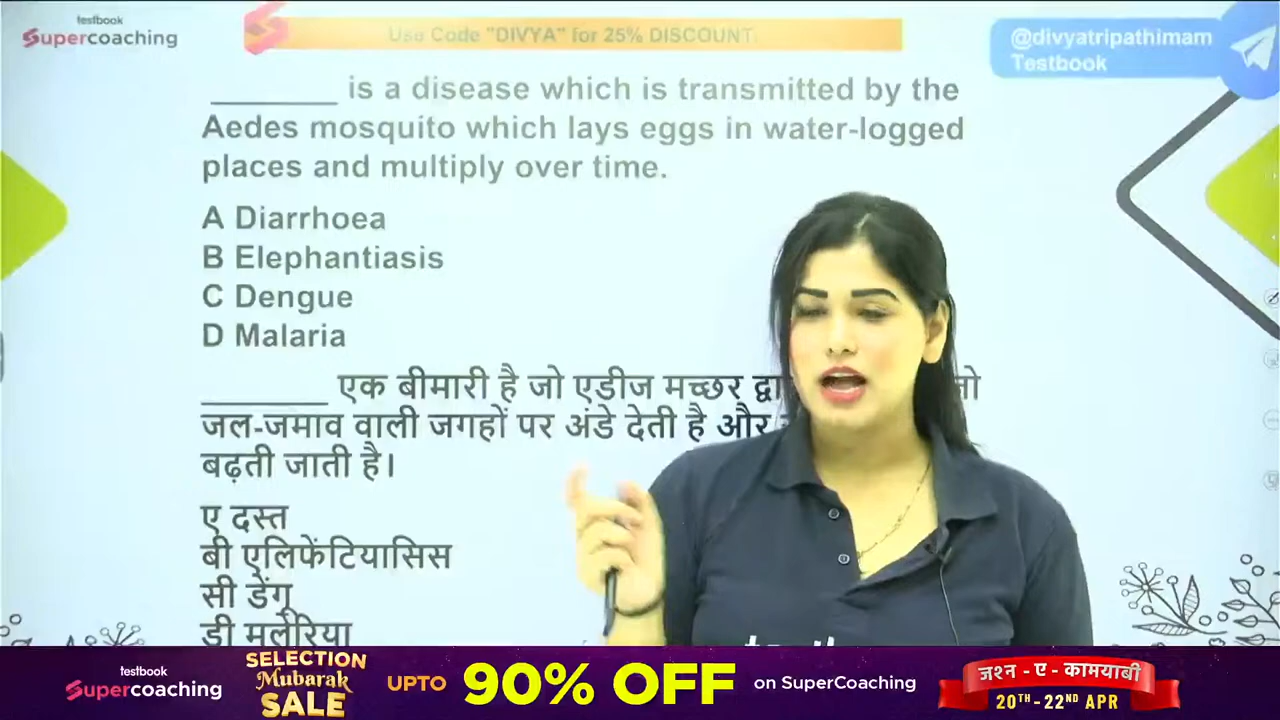 testbook
Supercoaching
Use Code "DIVYA" for 25% DISCOUNT.
@divyatripathimam
Testbook
_______ is a disease which is transmitted by the
Aedes mosquito which lays eggs in water-logged
places and multiply over time.
A Diarrhoea
B Elephantiasis
C Dengue
D Malaria
_______ एक बीमारी है जो एडीज मच्छर
जल-जमाव वाली जगहों पर अंडे देती है और
बढ़ती जाती है।
ए दस्त
बी एलिफेंटियासिस
सी डेंगू
डी मलेरिया
testbook
Supercoaching
SELECTION
Mubarak
SALE
UPTO 90% OFF on SuperCoaching
जश्न - ए - कामयाबी
20TH - 22ND APR